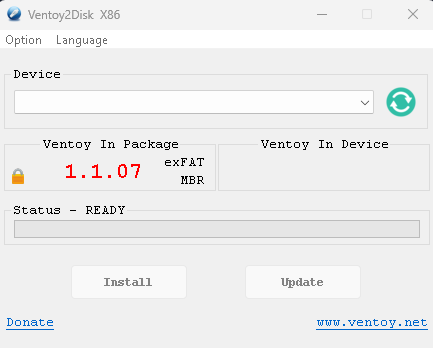 Ventoy2Disk  X86
Option    Language
Device
Ventoy In Package    Ventoy In Device
1.1.07    exFAT
MBR
Status - READY
Install    Update
Donate    www.ventoy.net